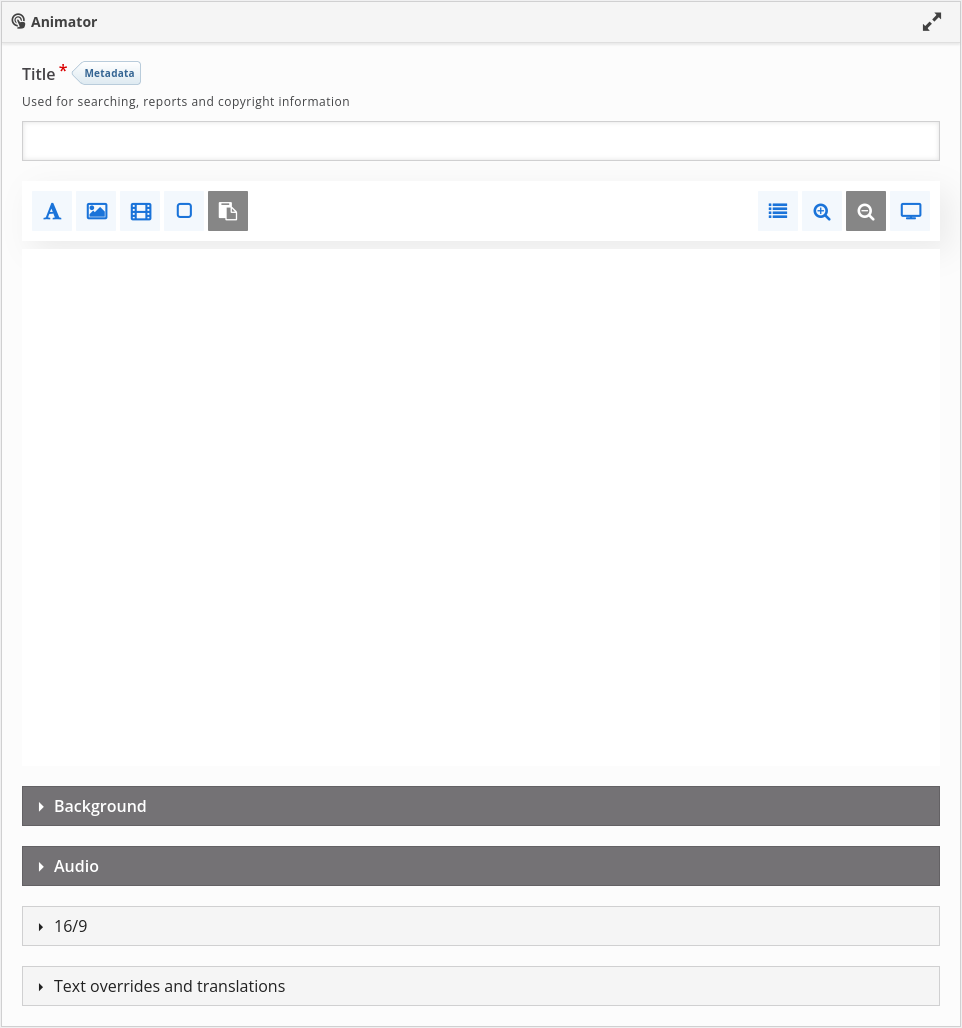 Animator
Title * Metadata
Used for searching, reports and copyright information
Background
Audio
16/9
Text overrides and translations